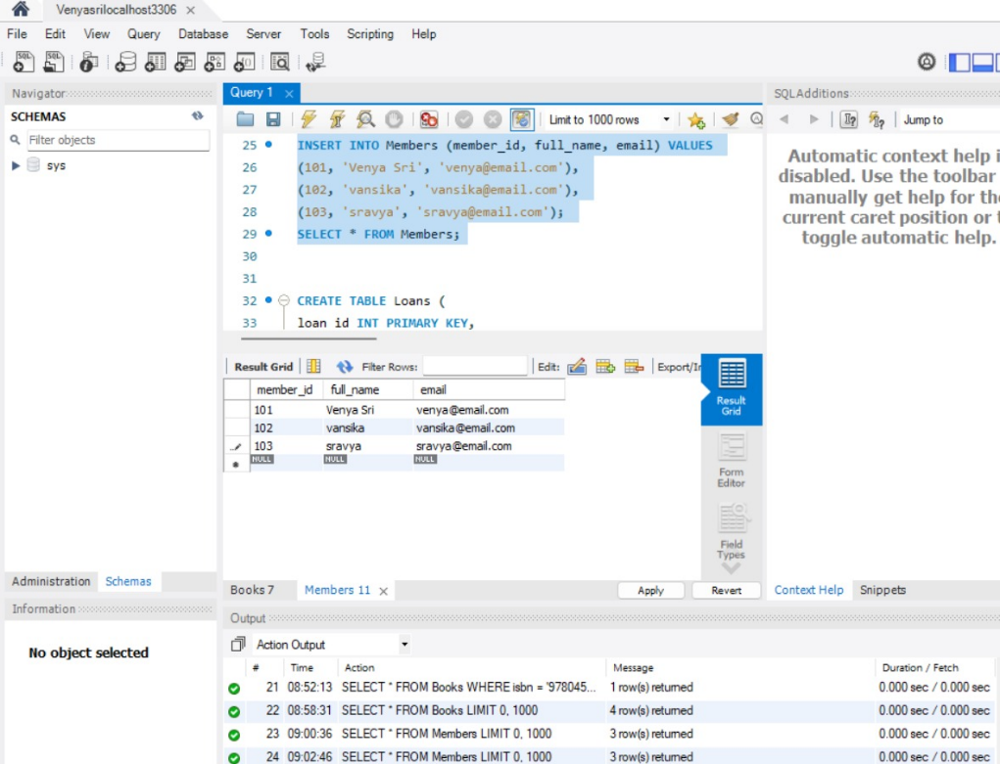 Venyasrilocalhost3306 ×
File Edit View Query Database Server Tools Scripting Help
Navigator
SCHEMAS
Filter objects
sys
Administration Schemas
Information
No object selected
Query 1 ×
Limit to 1000 rows
25 INSERT INTO Members (member_id, full_name, email) VALUES
26 (101, 'Venya Sri', 'venya@email.com'),
27 (102, 'vansika', 'vansika@email.com'),
28 (103, 'sravya', 'sravya@email.com');
29 SELECT * FROM Members;
30
31
32 CREATE TABLE Loans (
33 loan id INT PRIMARY KEY,
Result Grid Filter Rows: Edit: Export/Ir
member_id full_name email
101 Venya Sri venya@email.com
102 vansika vansika@email.com
103 sravya sravya@email.com
NULL NULL NULL
Result
Grid
Form
Editor
Field
Types
Books 7 Members 11 × Apply Revert
SQLAdditions
Jump to
Automatic context help i
disabled. Use the toolbar
manually get help for the
current caret position or t
toggle automatic help.
Context Help Snippets
Output
Action Output
# Time Action Message Duration / Fetch
21 08:52:13 SELECT * FROM Books WHERE isbn = '978045... 1 row(s) returned 0.000 sec / 0.000 sec
22 08:58:31 SELECT * FROM Books LIMIT 0, 1000 4 row(s) returned 0.000 sec / 0.000 sec
23 09:00:36 SELECT * FROM Members LIMIT 0, 1000 3 row(s) returned 0.000 sec / 0.000 sec
24 09:02:46 SELECT * FROM Members LIMIT 0, 1000 3 row(s) returned 0.000 sec / 0.000 sec